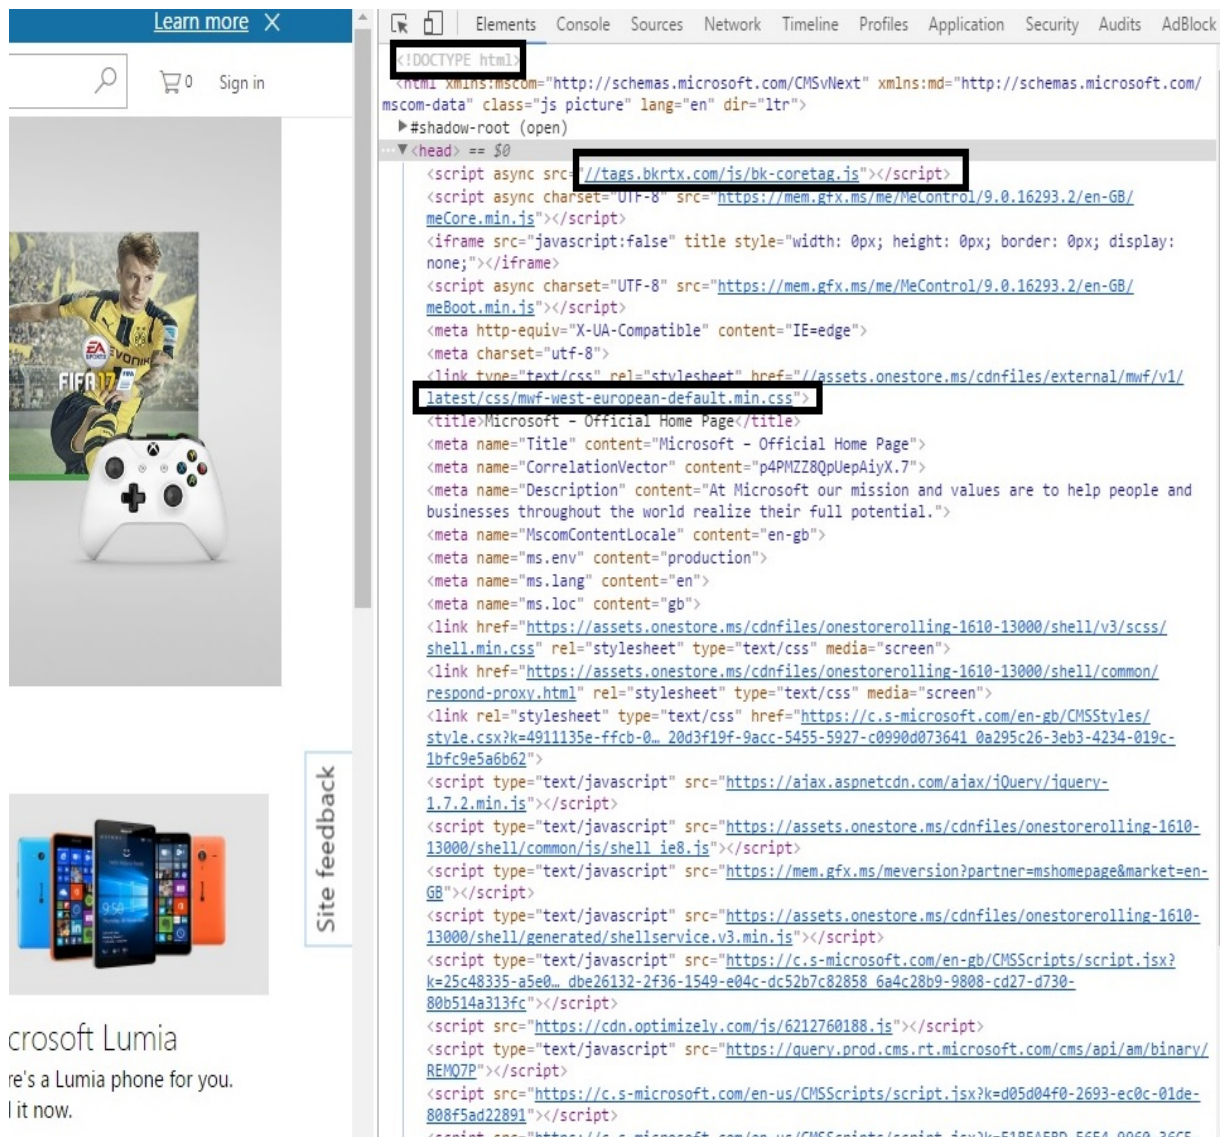 Learn more X
0 Sign in
EA SPORTS
EVONIK
FIFA 17
9:50
Site feedback
crosoft Lumia
re's a Lumia phone for you.
l it now.
Elements Console Sources Network Timeline Profiles Application Security Audits AdBlock
<!DOCTYPE html>
<html xmlns:mscom="http://schemas.microsoft.com/CMSvNext" xmlns:md="http://schemas.microsoft.com/
mscom-data" class="js picture" lang="en" dir="ltr">
▶#shadow-root (open)
…▼<head> == $0
<script async src="//tags.bkrtx.com/js/bk-coretag.js"></script>
<script async charset="UTF-8" src="https://mem.gfx.ms/me/MeControl/9.0.16293.2/en-GB/
meCore.min.js"></script>
<iframe src="javascript:false" title style="width: 0px; height: 0px; border: 0px; display:
none;"></iframe>
<script async charset="UTF-8" src="https://mem.gfx.ms/me/MeControl/9.0.16293.2/en-GB/
meBoot.min.js"></script>
<meta http-equiv="X-UA-Compatible" content="IE=edge">
<meta charset="utf-8">
<link type="text/css" rel="stylesheet" href="//assets.onestore.ms/cdnfiles/external/mwf/v1/
latest/css/mwf-west-european-default.min.css">
<title>Microsoft – Official Home Page</title>
<meta name="Title" content="Microsoft – Official Home Page">
<meta name="CorrelationVector" content="p4PMZZ8QpUepAiyX.7">
<meta name="Description" content="At Microsoft our mission and values are to help people and
businesses throughout the world realize their full potential.">
<meta name="MscomContentLocale" content="en-gb">
<meta name="ms.env" content="production">
<meta name="ms.lang" content="en">
<meta name="ms.loc" content="gb">
<link href="https://assets.onestore.ms/cdnfiles/onestorerolling-1610-13000/shell/v3/scss/
shell.min.css" rel="stylesheet" type="text/css" media="screen">
<link href="https://assets.onestore.ms/cdnfiles/onestorerolling-1610-13000/shell/common/
respond-proxy.html" rel="stylesheet" type="text/css" media="screen">
<link rel="stylesheet" type="text/css" href="https://c.s-microsoft.com/en-gb/CMSStyles/
style.csx?k=4911135e-ffcb-0… 20d3f19f-9acc-5455-5927-c0990d073641 0a295c26-3eb3-4234-019c-
1bfc9e5a6b62">
<script type="text/javascript" src="https://ajax.aspnetcdn.com/ajax/jQuery/jquery-
1.7.2.min.js"></script>
<script type="text/javascript" src="https://assets.onestore.ms/cdnfiles/onestorerolling-1610-
13000/shell/common/js/shell_ie8.js"></script>
<script type="text/javascript" src="https://mem.gfx.ms/meversion?partner=mshomepage&market=en-
GB"></script>
<script type="text/javascript" src="https://assets.onestore.ms/cdnfiles/onestorerolling-1610-
13000/shell/generated/shellservice.v3.min.js"></script>
<script type="text/javascript" src="https://c.s-microsoft.com/en-gb/CMSScripts/script.jsx?
k=25c48335-a5e0… dbe26132-2f36-1549-e04c-dc52b7c82858 6a4c28b9-9808-cd27-d730-
80b514a313fc"></script>
<script src="https://cdn.optimizely.com/js/6212760188.js"></script>
<script type="text/javascript" src="https://query.prod.cms.rt.microsoft.com/cms/api/am/binary/
REMQ7P"></script>
<script src="https://c.s-microsoft.com/en-us/CMSScripts/script.jsx?k=d05d04f0-2693-ec0c-01de-
808f5ad22891"></script>